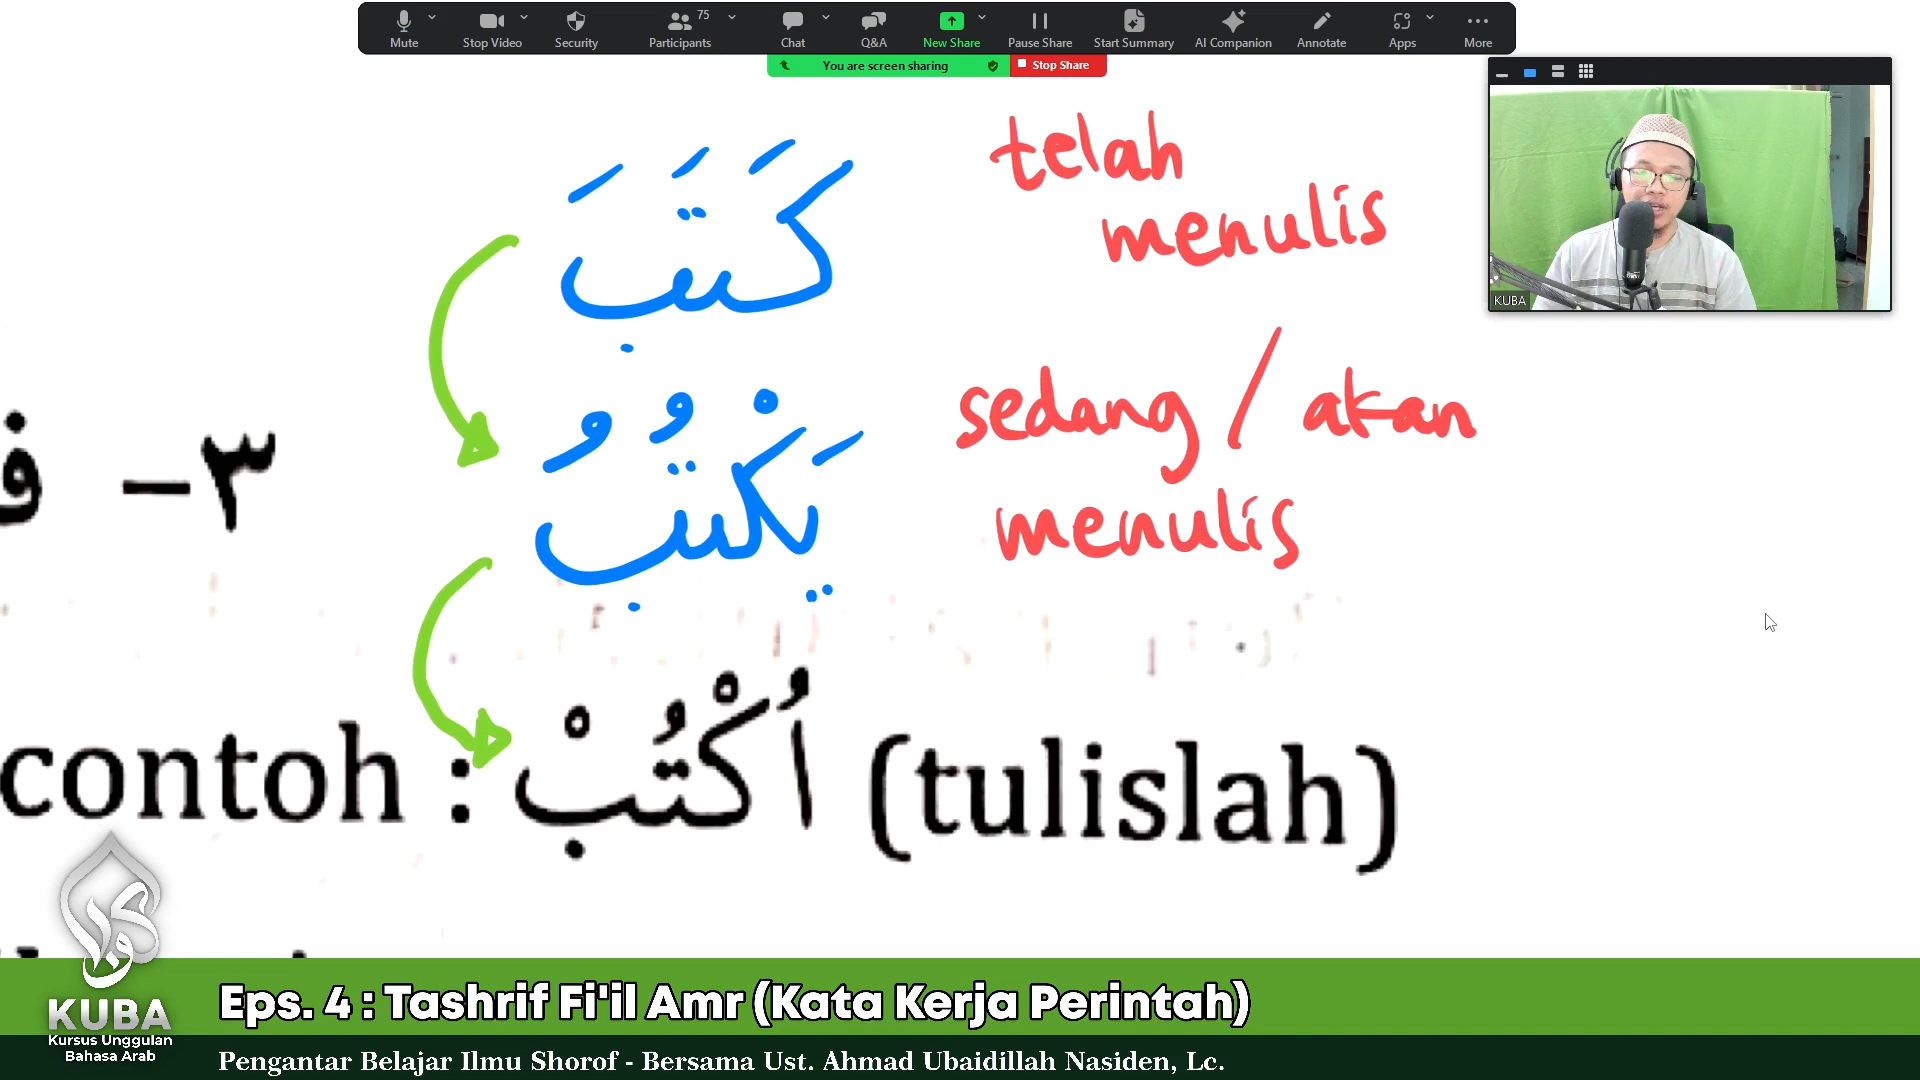 Mute
Stop Video
Security
Participants 75
Chat
Q&A
New Share
Pause Share
Start Summary
AI Companion
Annotate
Apps
More
You are screen sharing
Stop Share
KUBA
كَتَبَ telah menulis
يَكْتُبُ sedang / akan menulis
٣ –
contoh : اُكْتُبْ (tulislah)
KUBA
Kursus Unggulan
Bahasa Arab
Eps. 4 : Tashrif Fi'il Amr (Kata Kerja Perintah)
Pengantar Belajar Ilmu Shorof - Bersama Ust. Ahmad Ubaidillah Nasiden, Lc.